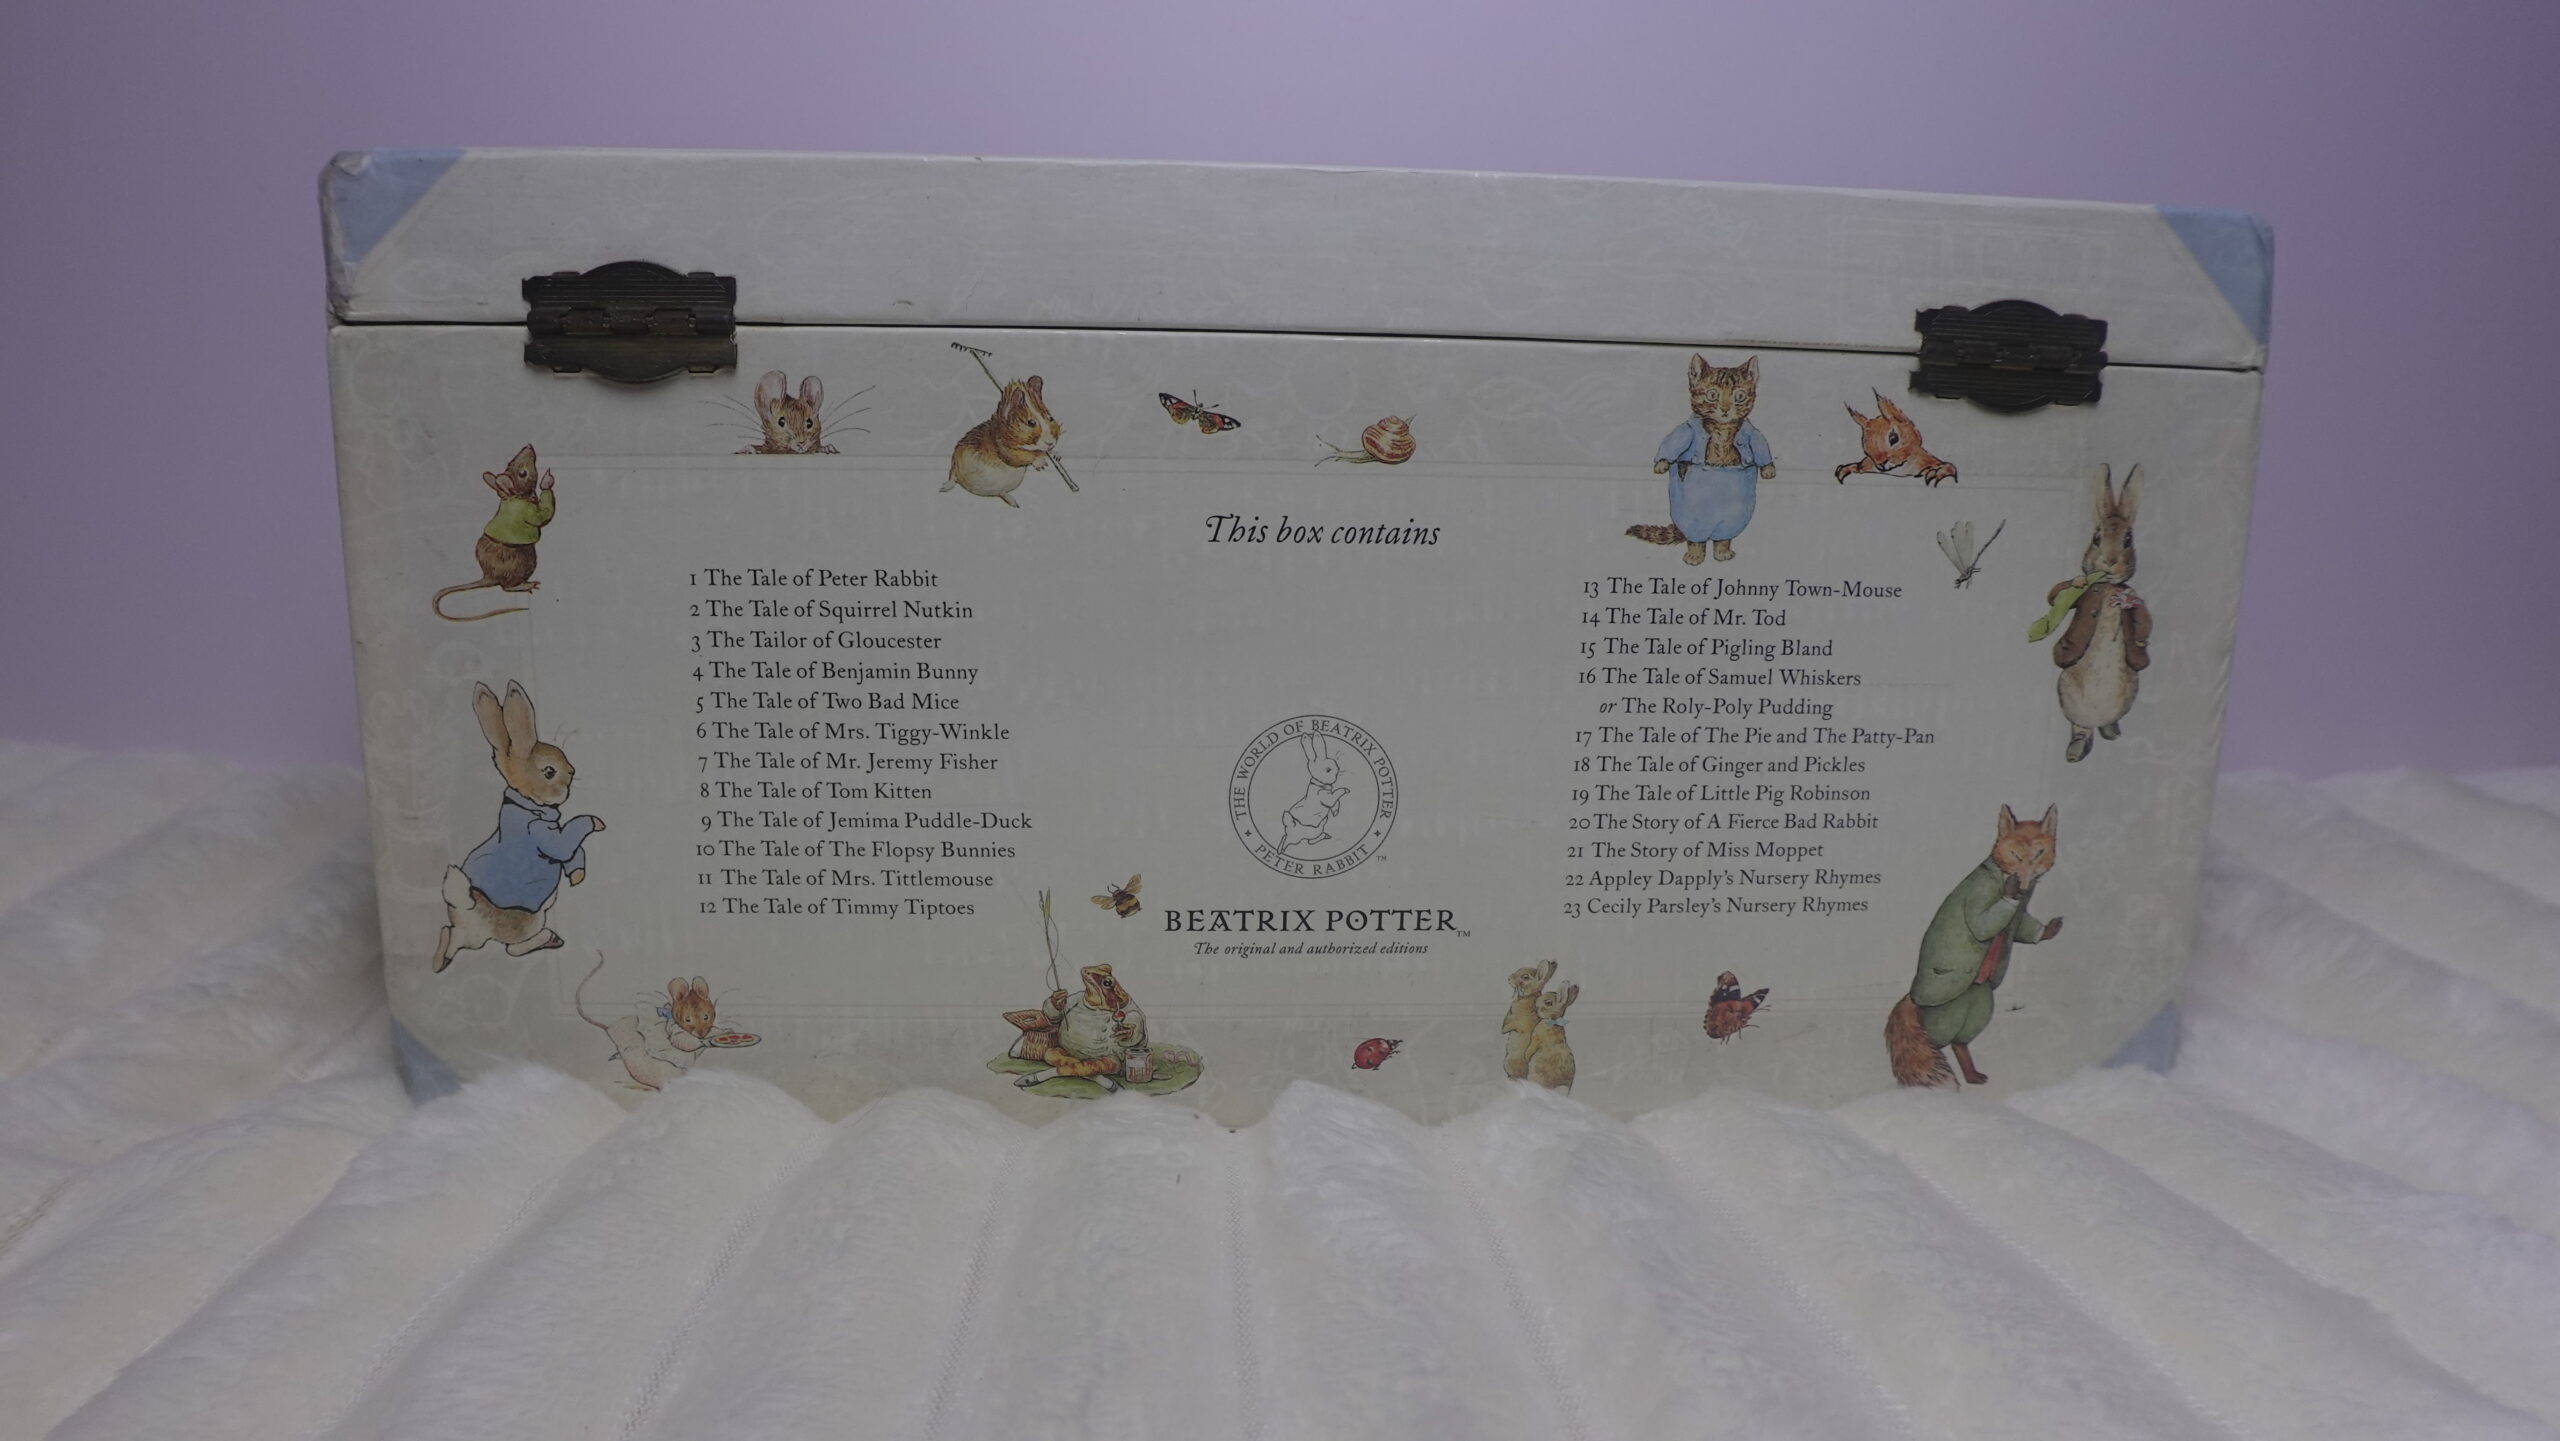 This box contains
1 The Tale of Peter Rabbit
2 The Tale of Squirrel Nutkin
3 The Tailor of Gloucester
4 The Tale of Benjamin Bunny
5 The Tale of Two Bad Mice
6 The Tale of Mrs. Tiggy-Winkle
7 The Tale of Mr. Jeremy Fisher
8 The Tale of Tom Kitten
9 The Tale of Jemima Puddle-Duck
10 The Tale of The Flopsy Bunnies
11 The Tale of Mrs. Tittlemouse
12 The Tale of Timmy Tiptoes
13 The Tale of Johnny Town-Mouse
14 The Tale of Mr. Tod
15 The Tale of Pigling Bland
16 The Tale of Samuel Whiskers
or The Roly-Poly Pudding
17 The Tale of The Pie and The Patty-Pan
18 The Tale of Ginger and Pickles
19 The Tale of Little Pig Robinson
20 The Story of A Fierce Bad Rabbit
21 The Story of Miss Moppet
22 Appley Dapply's Nursery Rhymes
23 Cecily Parsley's Nursery Rhymes
THE WORLD OF BEATRIX POTTER
PETER RABBIT™
BEATRIX POTTER™
The original and authorized editions